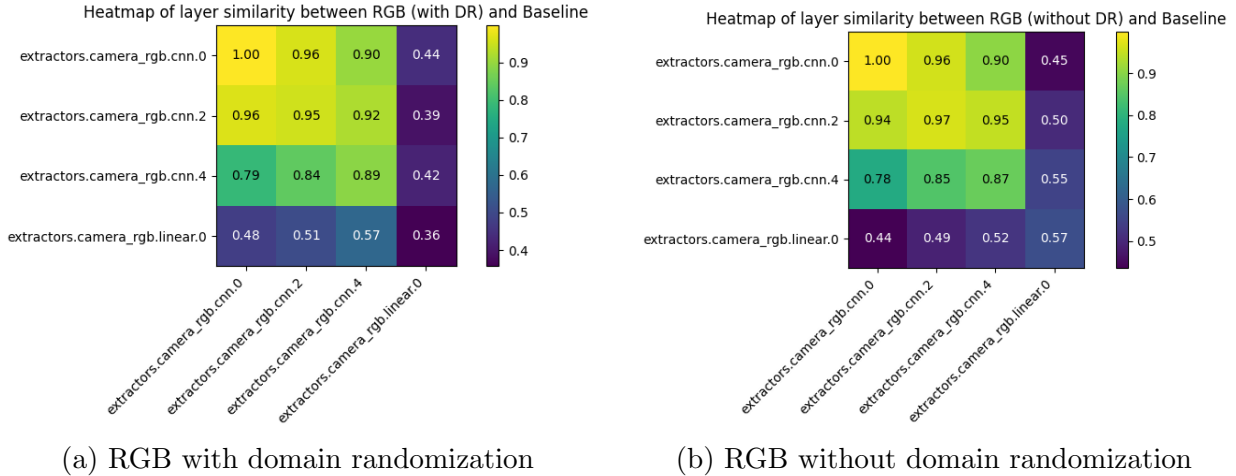 Heatmap of layer similarity between RGB (with DR) and Baseline
extractors.camera_rgb.cnn.0
1.00 0.96 0.90 0.44
extractors.camera_rgb.cnn.2
0.96 0.95 0.92 0.39
extractors.camera_rgb.cnn.4
0.79 0.84 0.89 0.42
extractors.camera_rgb.linear.0
0.48 0.51 0.57 0.36
0.9
0.8
0.7
0.6
0.5
0.4
extractors.camera_rgb.cnn.0
extractors.camera_rgb.cnn.2
extractors.camera_rgb.cnn.4
extractors.camera_rgb.linear.0
(a) RGB with domain randomization
Heatmap of layer similarity between RGB (without DR) and Baseline
extractors.camera_rgb.cnn.0
1.00 0.96 0.90 0.45
extractors.camera_rgb.cnn.2
0.94 0.97 0.95 0.50
extractors.camera_rgb.cnn.4
0.78 0.85 0.87 0.55
extractors.camera_rgb.linear.0
0.44 0.49 0.52 0.57
0.9
0.8
0.7
0.6
0.5
extractors.camera_rgb.cnn.0
extractors.camera_rgb.cnn.2
extractors.camera_rgb.cnn.4
extractors.camera_rgb.linear.0
(b) RGB without domain randomization